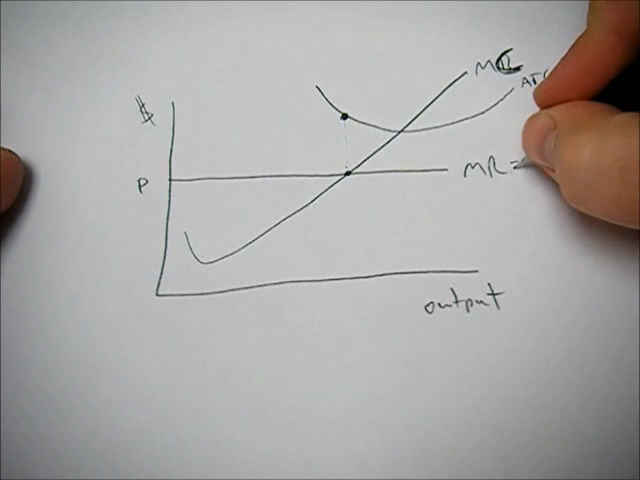 $
MC
ATC
P
MR =
output